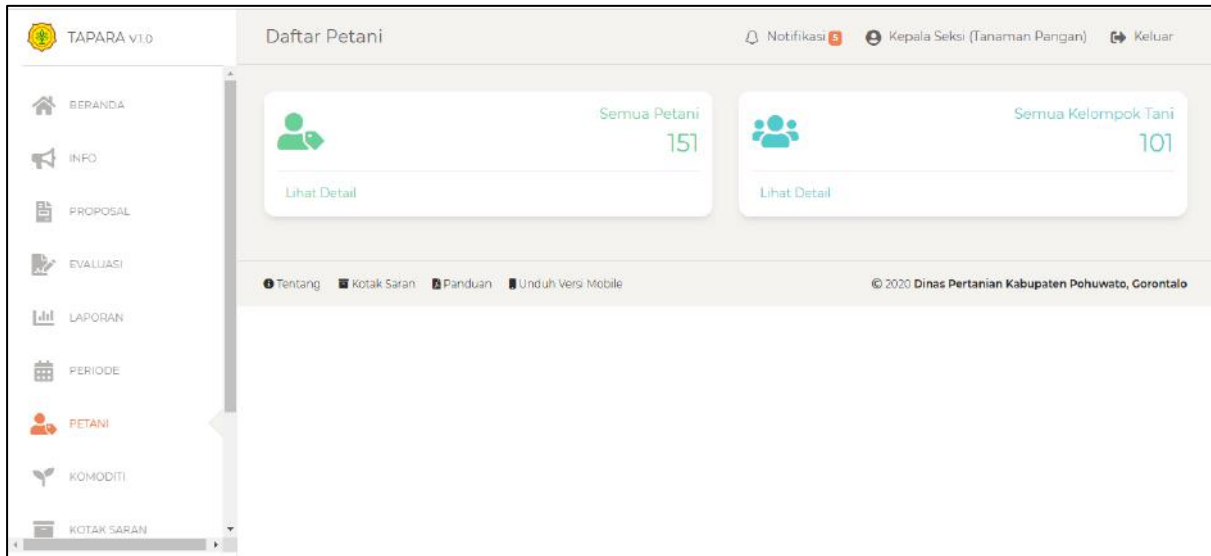 TAPARA V1.0
Daftar Petani
Notifikasi 5
Kepala Seksi (Tanaman Pangan)
Keluar
BERANDA
INFO
PROPOSAL
EVALUASI
LAPORAN
PERIODE
PETANI
KOMODITI
KOTAK SARAN
Semua Petani
151
Lihat Detail
Semua Kelompok Tani
101
Lihat Detail
Tentang Kotak Saran Panduan Unduh Versi Mobile
© 2020 Dinas Pertanian Kabupaten Pohuwato, Gorontalo